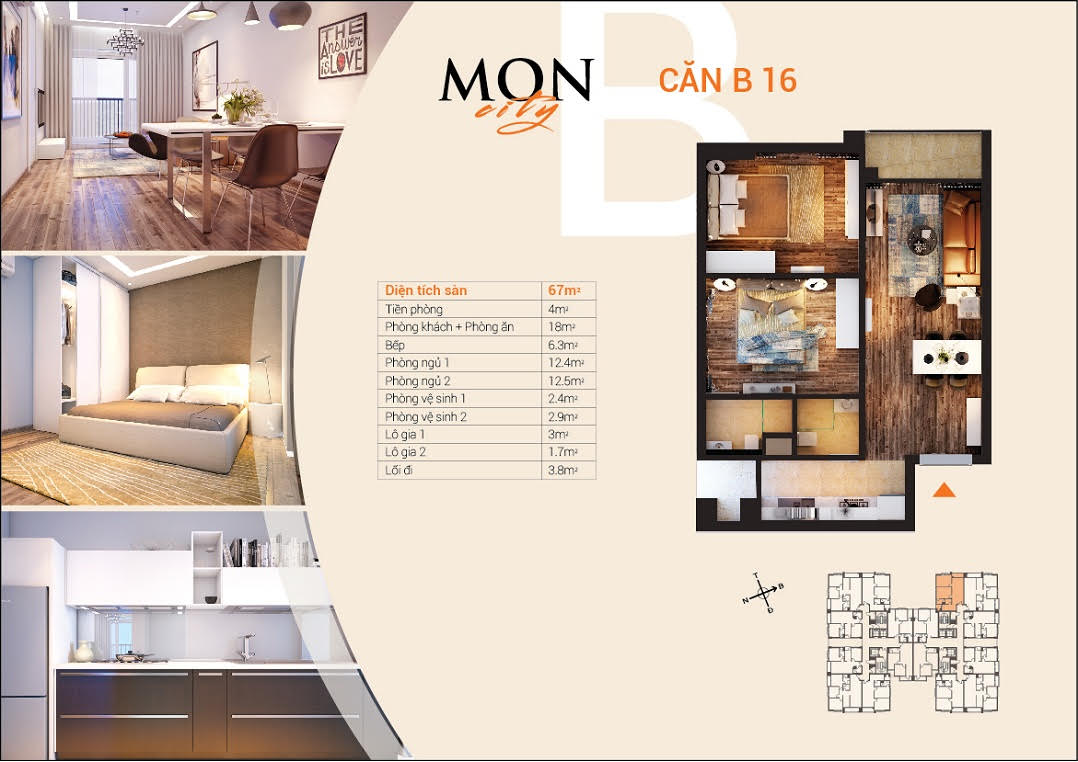 THE
Answer
is LOVE
MON
city
B
CĂN B 16
Diện tích sàn 67m²
Tiền phòng 4m²
Phòng khách + Phòng ăn 18m²
Bếp 6.3m²
Phòng ngủ 1 12.4m²
Phòng ngủ 2 12.5m²
Phòng vệ sinh 1 2.4m²
Phòng vệ sinh 2 2.9m²
Lô gia 1 3m²
Lô gia 2 1.7m²
Lối đi 3.8m²
T
N B
Đ